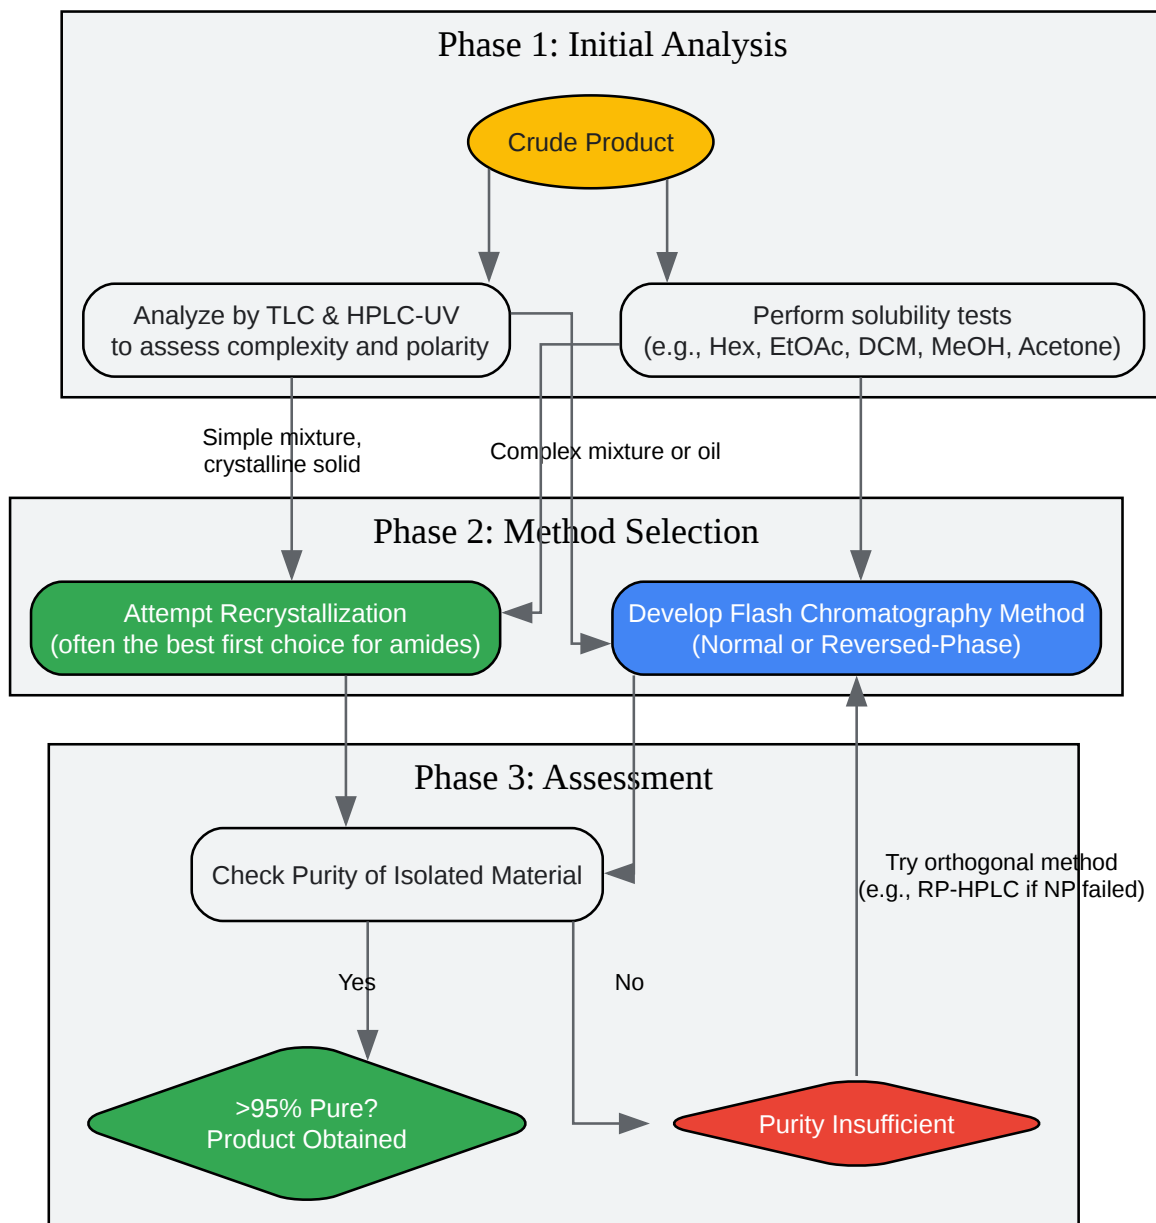 Phase 1: Initial Analysis
Crude Product
Analyze by TLC & HPLC-UV
to assess complexity and polarity
Perform solubility tests
(e.g., Hex, EtOAc, DCM, MeOH, Acetone)
Simple mixture,
crystalline solid
Complex mixture or oil
Phase 2: Method Selection
Attempt Recrystallization
(often the best first choice for amides)
Develop Flash Chromatography Method
(Normal or Reversed-Phase)
Phase 3: Assessment
Check Purity of Isolated Material
Try orthogonal method
(e.g., RP-HPLC if NP failed)
Yes
No
>95% Pure?
Product Obtained
Purity Insufficient